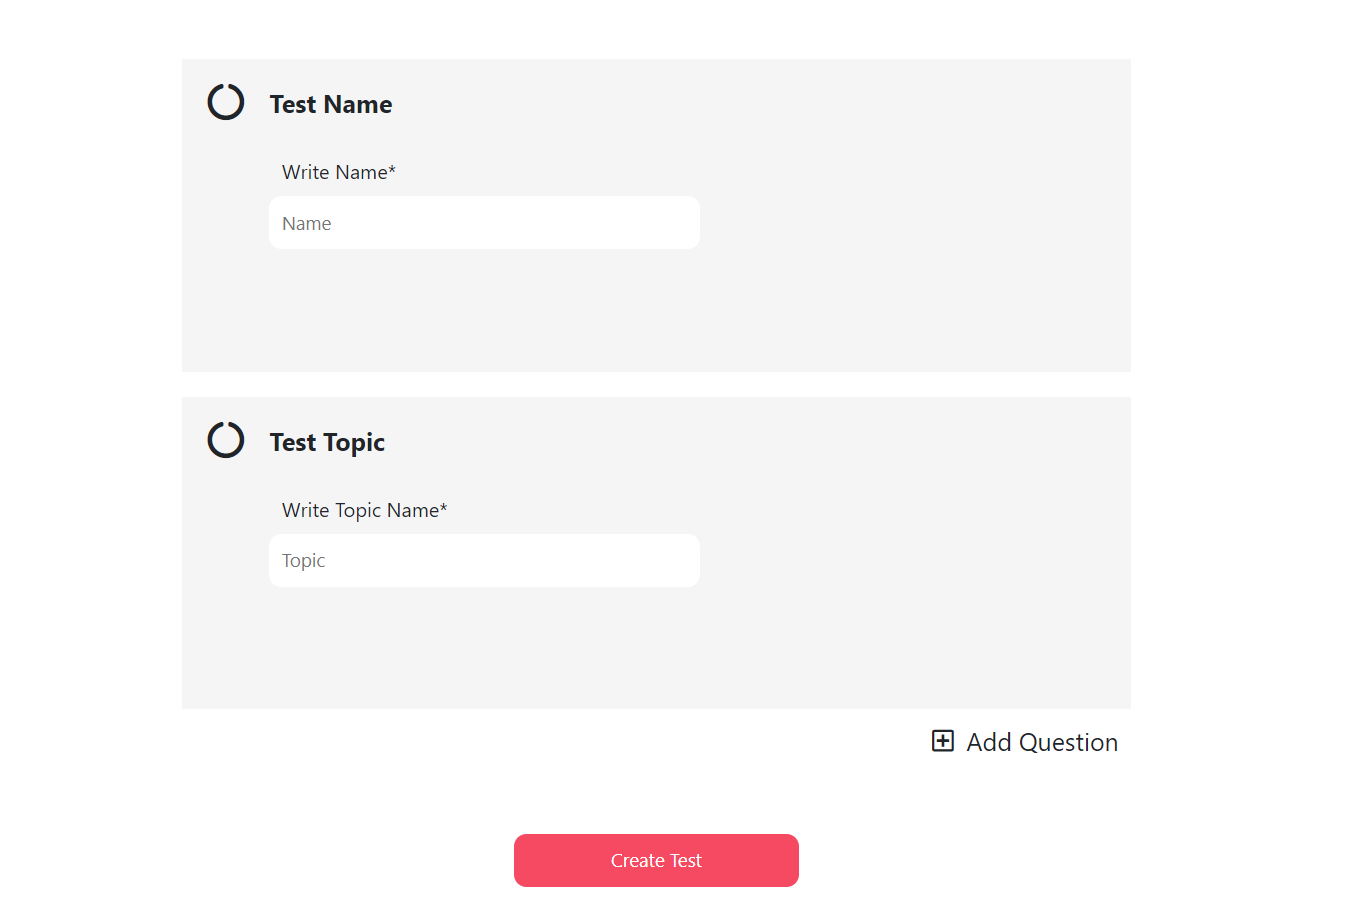 Test Name
Write Name*
Name
Test Topic
Write Topic Name*
Topic
Add Question
Create Test